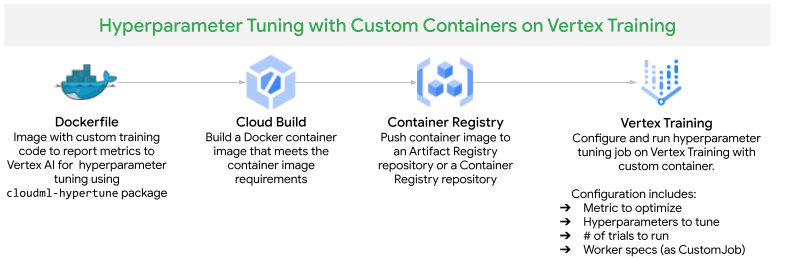 Hyperparameter Tuning with Custom Containers on Vertex Training
Dockerfile
Image with custom training
code to report metrics to
Vertex AI for hyperparameter
tuning using
cloudml-hypertune package
Cloud Build
Build a Docker container
image that meets the
container image
requirements
Container Registry
Push container image to
an Artifact Registry
repository or a Container
Registry repository
Vertex Training
Configure and run hyperparameter
tuning job on Vertex Training with
custom container.
Configuration includes:
➔ Metric to optimize
➔ Hyperparameters to tune
➔ # of trials to run
➔ Worker specs (as CustomJob)